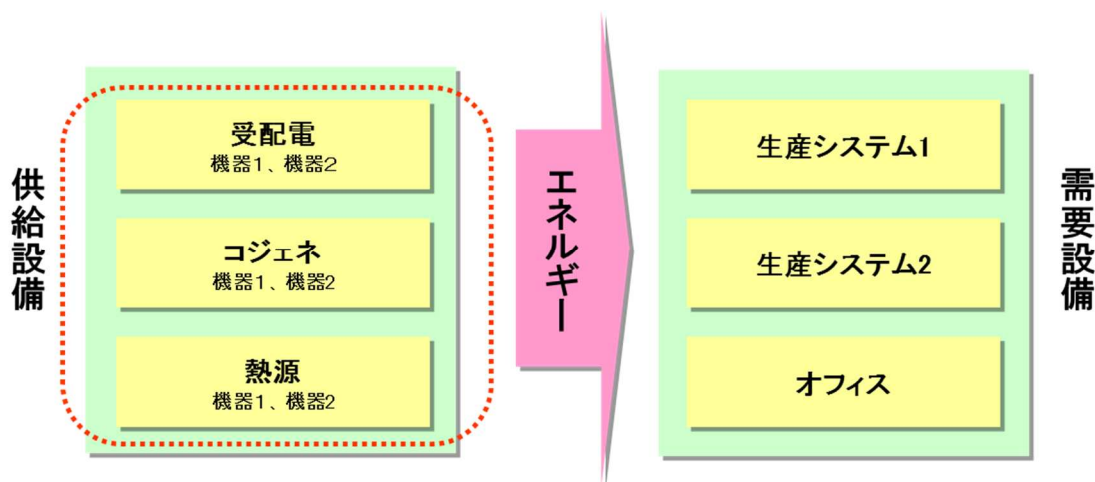 供給設備
受配電
機器1、機器2
コジェネ
機器1、機器2
熱源
機器1、機器2
エネルギー
生産システム1
生産システム2
オフィス
需要設備